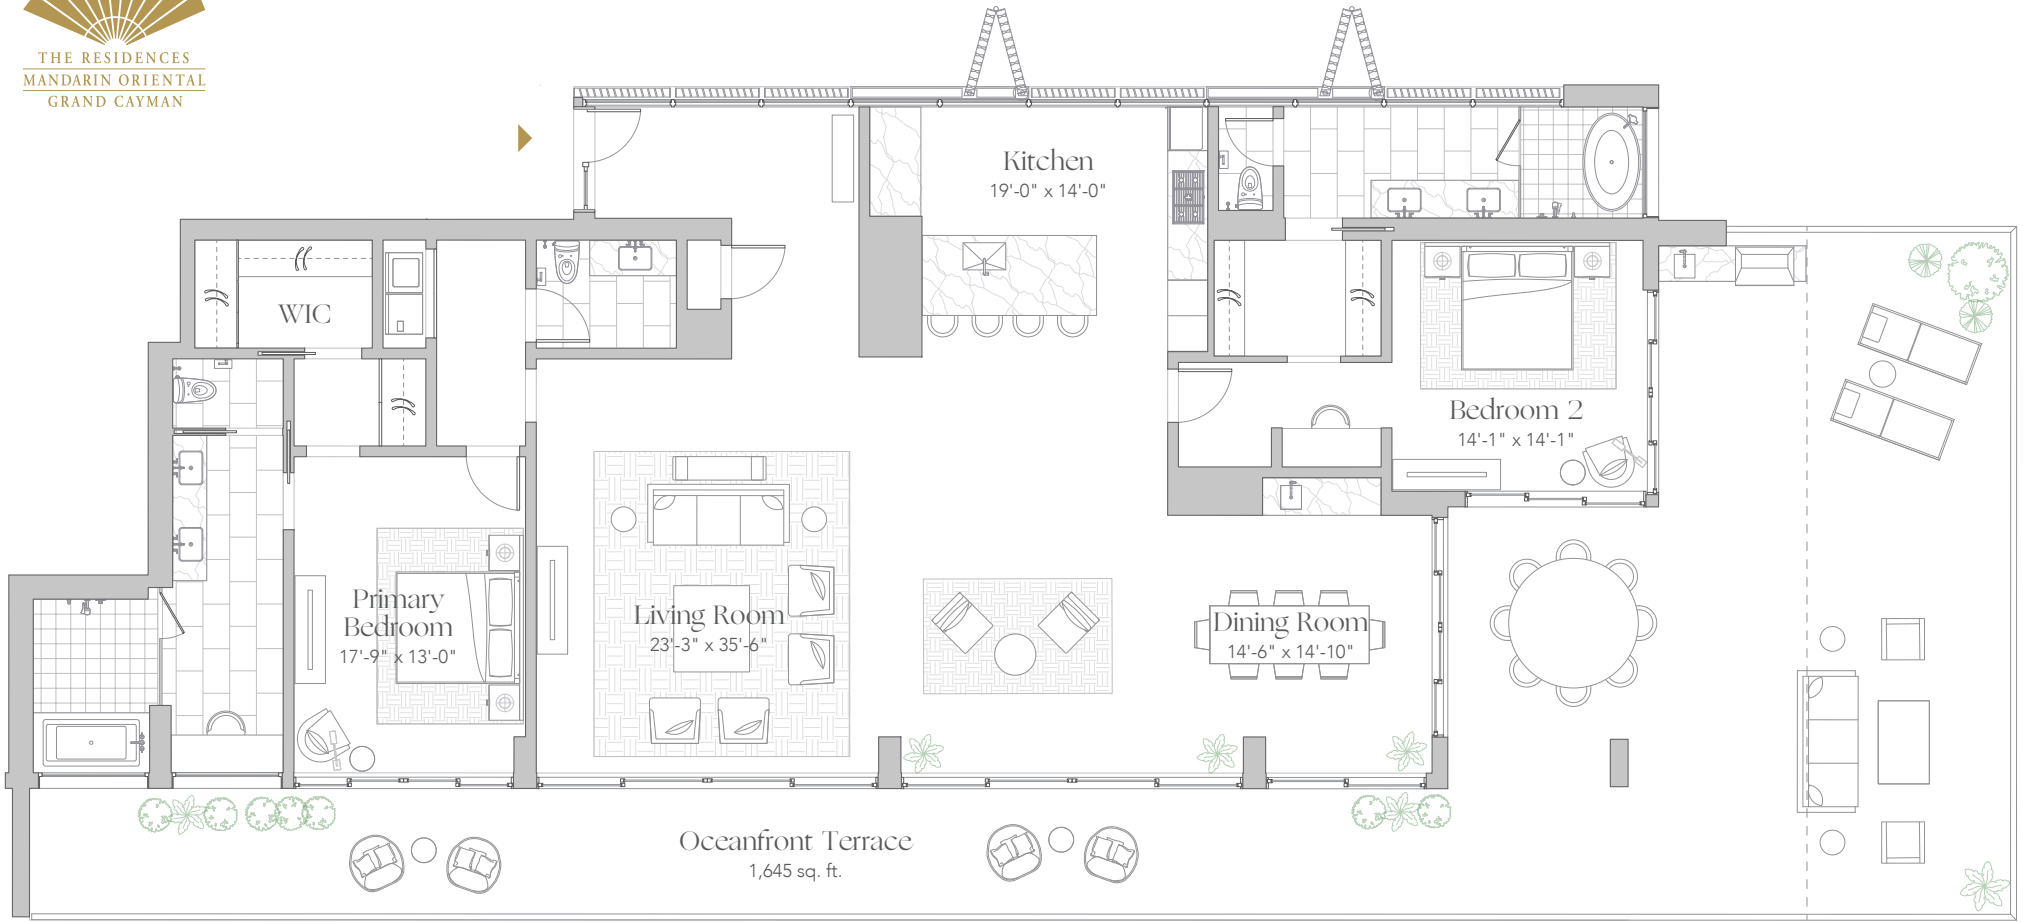 THE RESIDENCES
MANDARIN ORIENTAL
GRAND CAYMAN
Kitchen
19'-0" x 14'-0"
WIC
Bedroom 2
14'-1" x 14'-1"
Primary
Bedroom
17'-9" x 13'-0"
Living Room
23'-3" x 35'-6"
Dining Room
14'-6" x 14'-10"
Oceanfront Terrace
1,645 sq. ft.